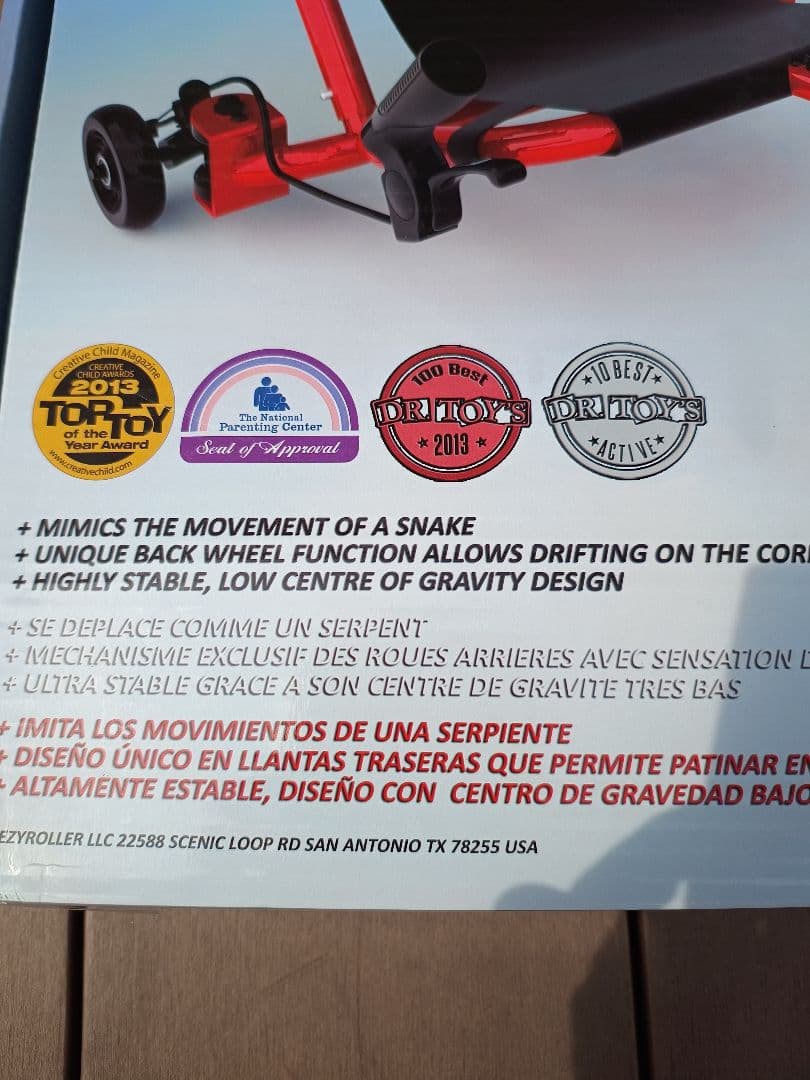 Creative Child Magazine
CREATIVE
CHILD AWARDS
2013
TOP TOY
of the
Year Award
www.creativechild.com
The National
Parenting Center
Seal of Approval
100 Best
DR. TOY'S
★ 2013 ★
★10 BEST★
DR. TOY'S
★ACTIVE★
+ MIMICS THE MOVEMENT OF A SNAKE
+ UNIQUE BACK WHEEL FUNCTION ALLOWS DRIFTING ON THE
+ HIGHLY STABLE, LOW CENTRE OF GRAVITY DESIGN
+ SE DEPLACE COMME UN SERPENT
+ MECHANISME EXCLUSIF DES ROUES ARRIERES AVEC SENSATION
+ ULTRA STABLE GRACE A SON CENTRE DE GRAVITE TRES BAS
+ ¡MITA LOS MOVIMIENTOS DE UNA SERPIENTE
+ DISEÑO ÚNICO EN LLANTAS TRASERAS QUE PERMITE PATINAR EN
+ ALTAMENTE ESTABLE, DISEÑO CON CENTRO DE GRAVEDAD BAJO
EZYROLLER LLC 22588 SCENIC LOOP RD SAN ANTONIO TX 78255 USA